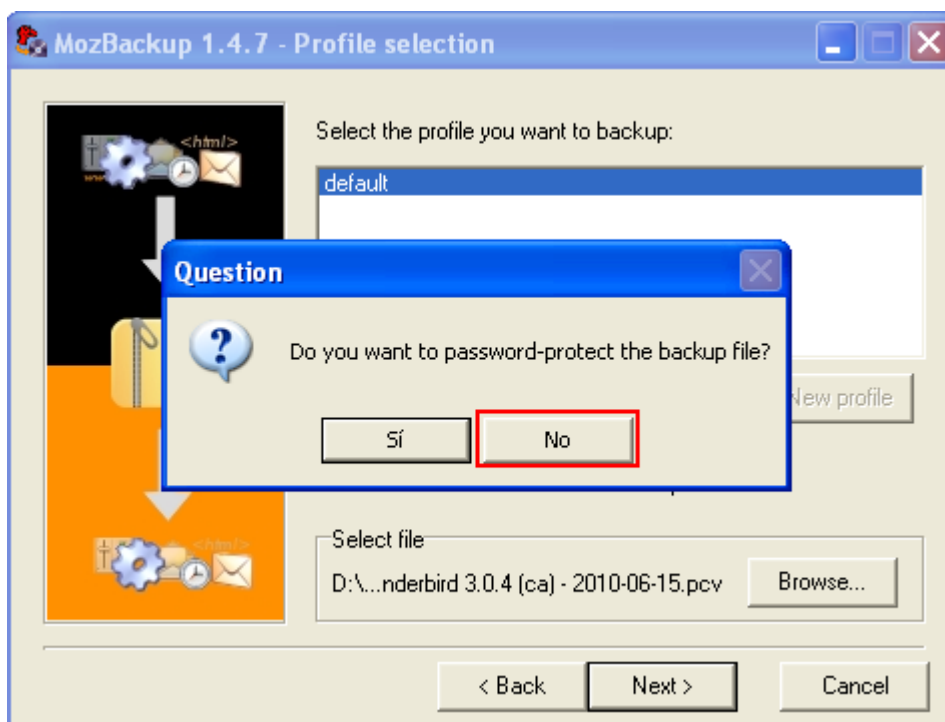 MozBackup 1.4.7 - Profile selection
<html>
Select the profile you want to backup:
default
Question
Do you want to password-protect the backup file?
Sí
No
New profile
Select file
D:\...nderbird 3.0.4 (ca) - 2010-06-15.pcv
Browse...
< Back
Next >
Cancel